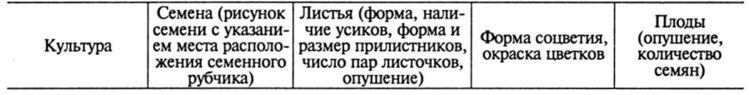 Культура
Семена (рисунок
семени с указани-
ем места располо-
жения семенного
рубчика)
Листья (форма, нали-
чие усиков, форма и
размер прилистников,
число пар листочков,
опушение)
Форма соцветия,
окраска цветков
Плоды
(опушение,
количество
семян)